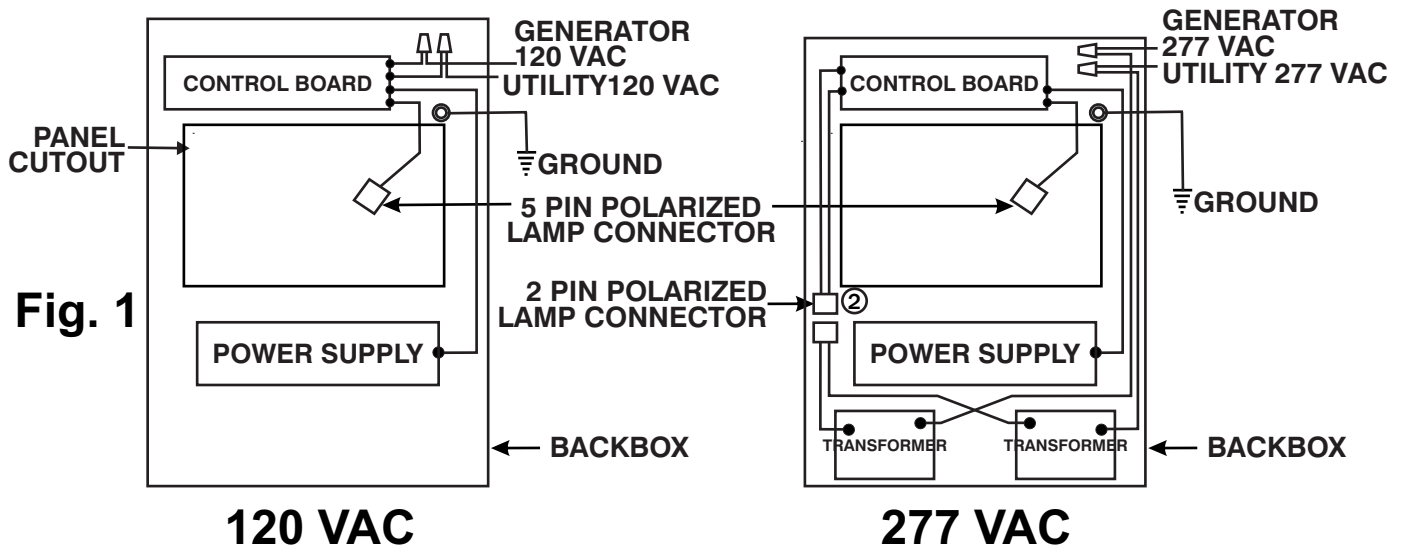 GENERATOR
120 VAC
UTILITY120 VAC
CONTROL BOARD
PANEL
CUTOUT
GROUND
5 PIN POLARIZED
LAMP CONNECTOR
2 PIN POLARIZED
LAMP CONNECTOR
Fig. 1
POWER SUPPLY
BACKBOX
120 VAC
GENERATOR
277 VAC
UTILITY 277 VAC
CONTROL BOARD
GROUND
2
POWER SUPPLY
TRANSFORMER
TRANSFORMER
BACKBOX
277 VAC